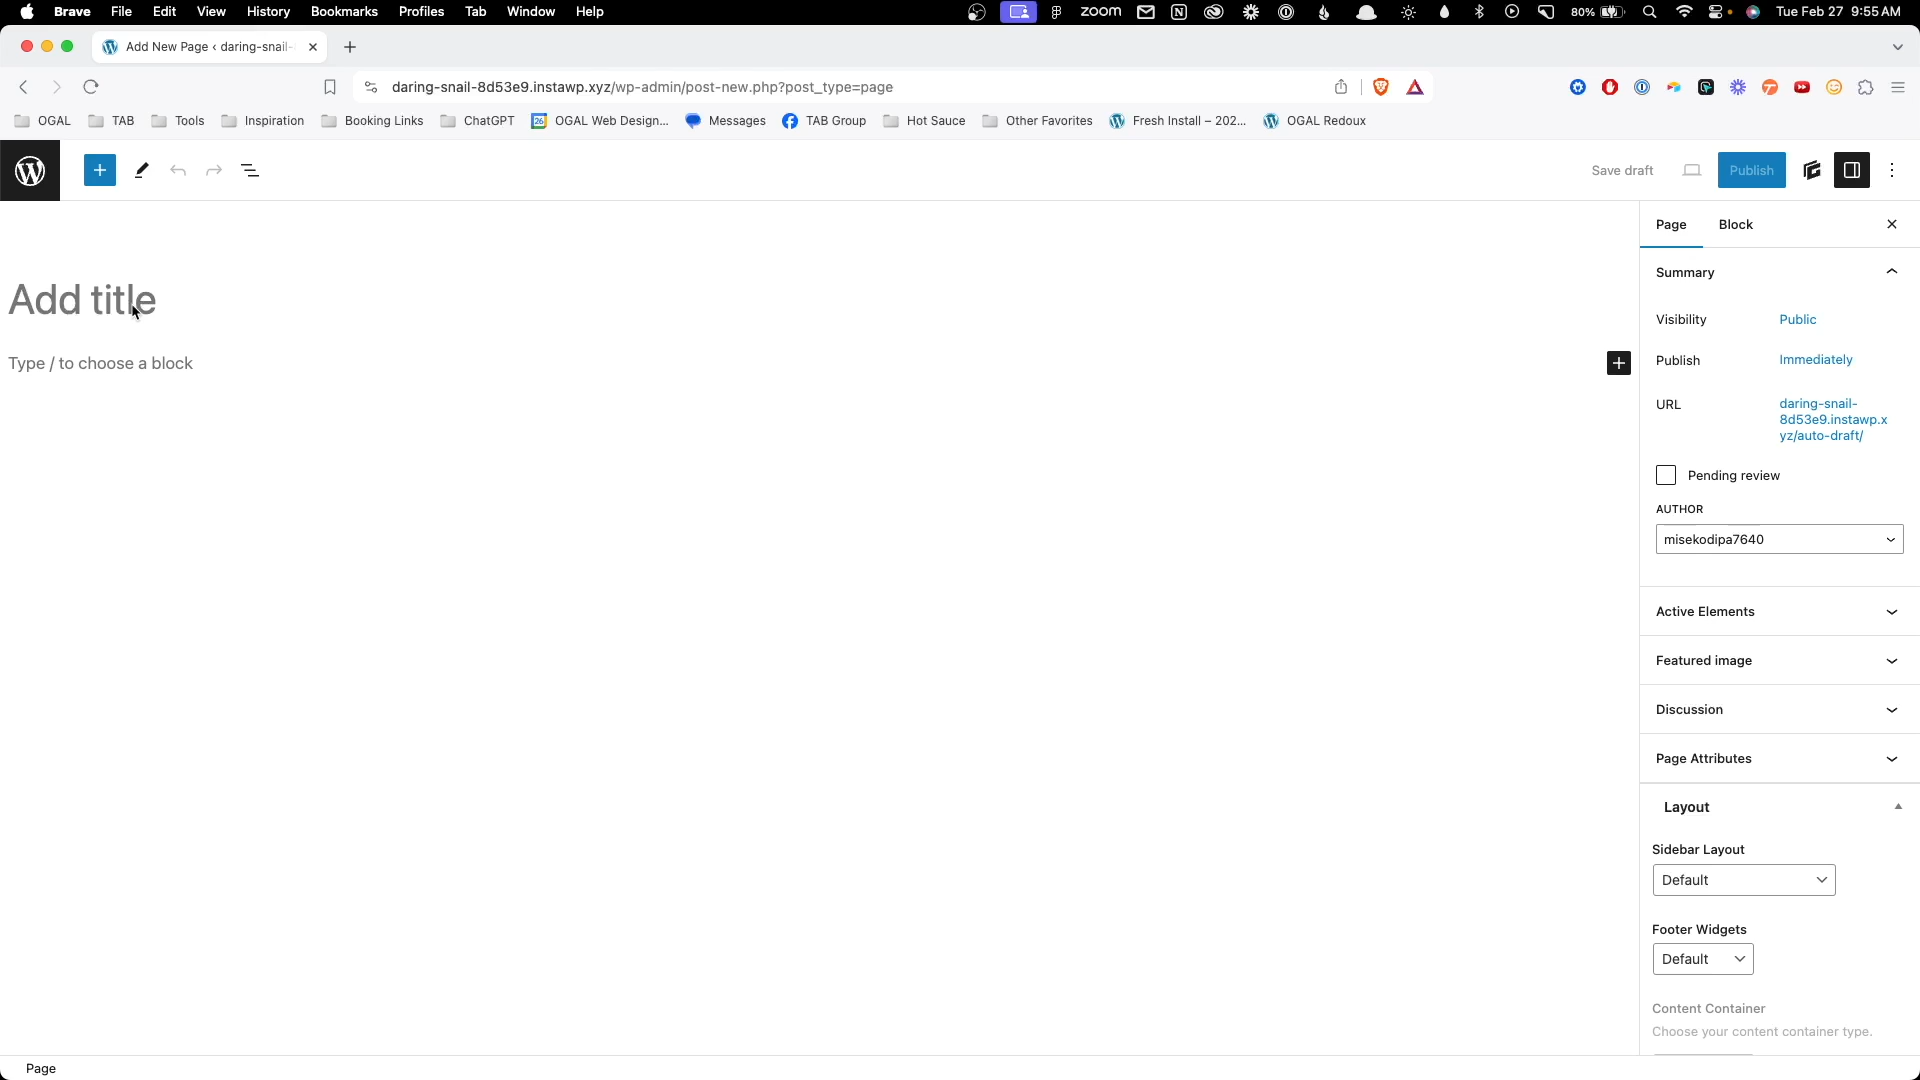 Brave File Edit View History Bookmarks Profiles Tab Window Help zoom 80% Tue Feb 27 9:55 AM
Add New Page ‹ daring-snail-
daring-snail-8d53e9.instawp.xyz/wp-admin/post-new.php?post_type=page
OGAL TAB Tools Inspiration Booking Links ChatGPT 26 OGAL Web Design... Messages TAB Group Hot Sauce Other Favorites Fresh Install – 202... OGAL Redoux
Save draft Publish
Page Block
Summary
Add title
Visibility Public
Type / to choose a block
Publish Immediately
URL daring-snail-
8d53e9.instawp.x
yz/auto-draft/
Pending review
AUTHOR
misekodipa7640
Active Elements
Featured image
Discussion
Page Attributes
Layout
Sidebar Layout
Default
Footer Widgets
Default
Content Container
Choose your content container type.
Page